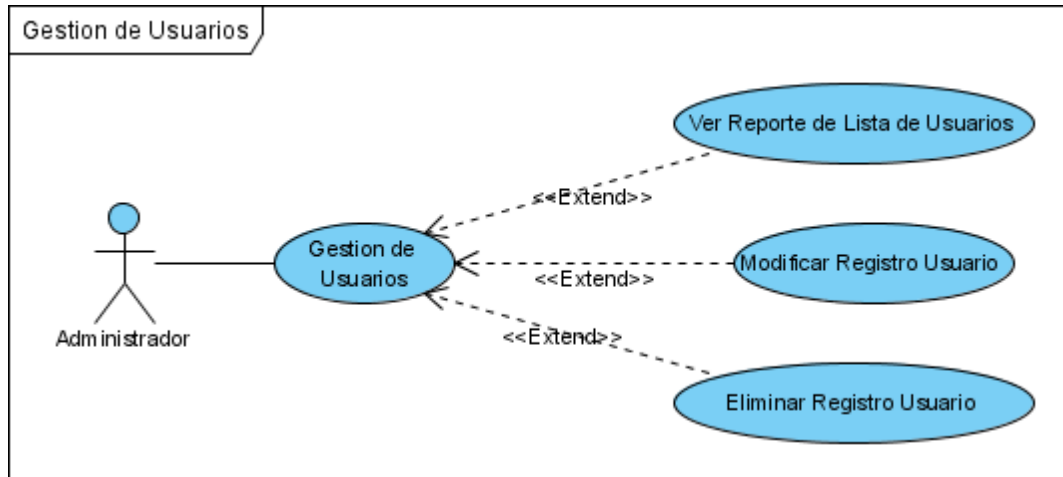 Gestion de Usuarios
Ver Reporte de Lista de Usuarios
<<Extend>>
Gestion de
Usuarios
Modificar Registro Usuario
<<Extend>>
Administrador
<<Extend>>
Eliminar Registro Usuario